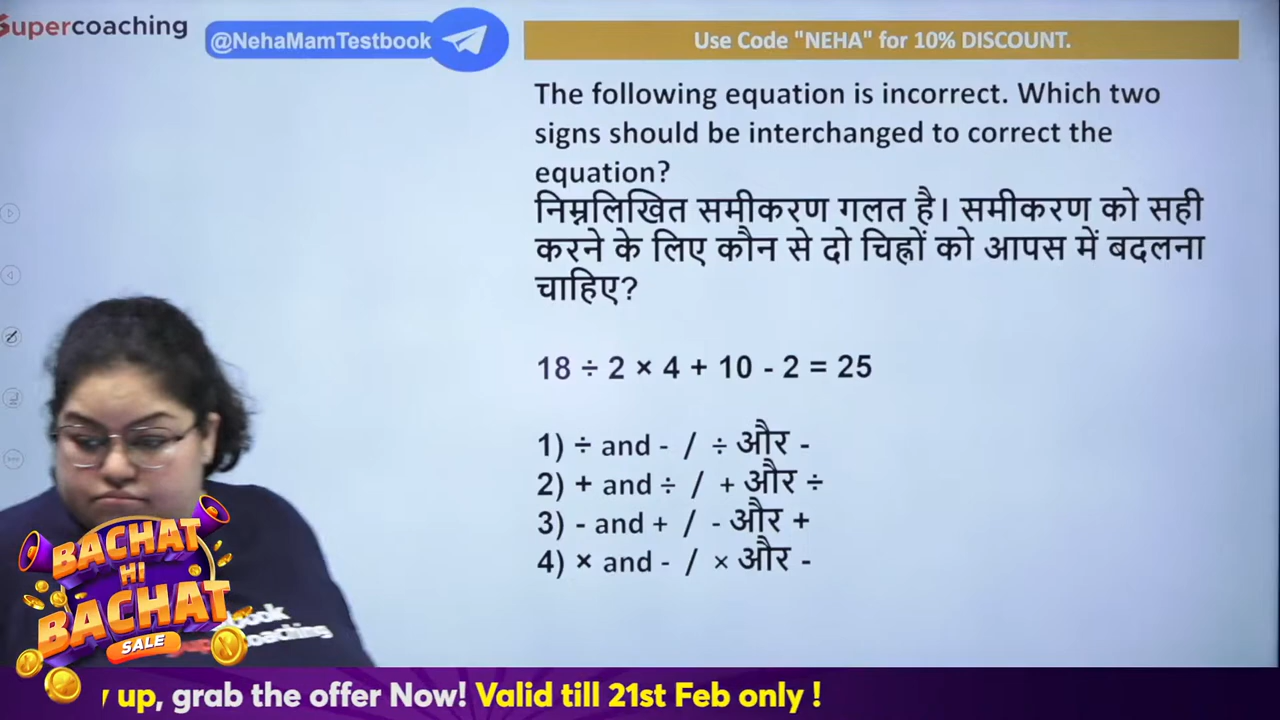 Supercoaching
@NehaMamTestbook
Use Code "NEHA" for 10% DISCOUNT.
The following equation is incorrect. Which two
signs should be interchanged to correct the
equation?
निम्नलिखित समीकरण गलत है। समीकरण को सही
करने के लिए कौन से दो चिह्नों को आपस में बदलना
चाहिए?
18 ÷ 2 × 4 + 10 - 2 = 25
1) ÷ and - / ÷ और -
2) + and ÷ / + और ÷
3) - and + / - और +
4) × and - / × और -
BACHAT
HI
BACHAT
SALE
book
coaching
up, grab the offer Now! Valid till 21st Feb only !